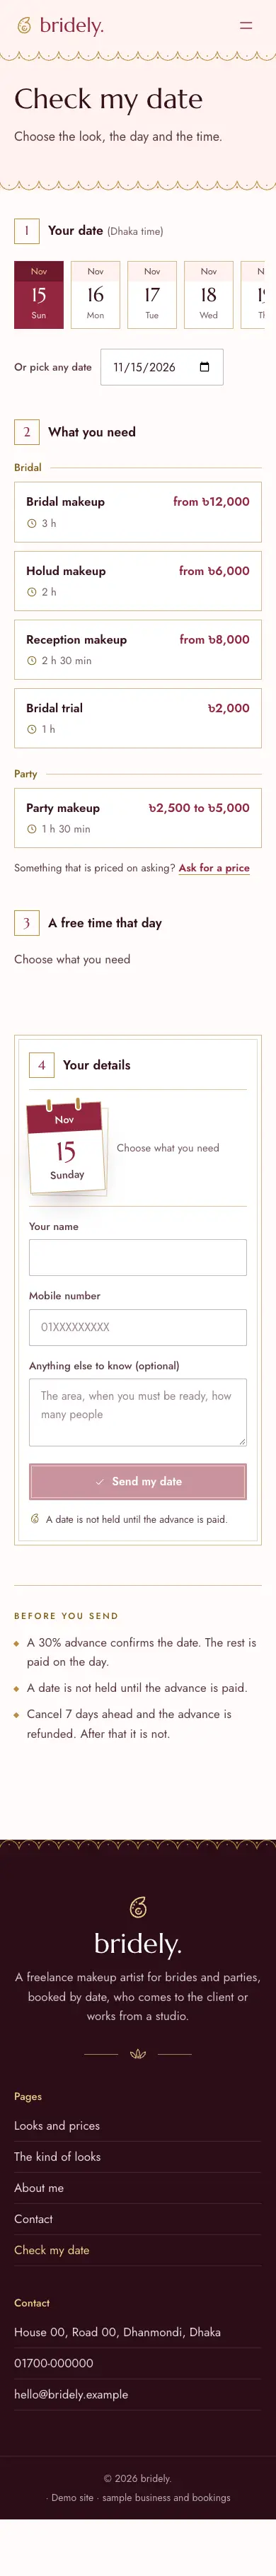 bridely.
Check my date
Choose the look, the day and the time.
1 Your date (Dhaka time)
Nov Nov Nov Nov
15 16 17 18
Sun Mon Tue Wed
Or pick any date 11/15/2026
2 What you need
Bridal
Bridal makeup from ৳12,000
3 h
Holud makeup from ৳6,000
2 h
Reception makeup from ৳8,000
2 h 30 min
Bridal trial ৳2,000
1 h
Party
Party makeup ৳2,500 to ৳5,000
1 h 30 min
Something that is priced on asking? Ask for a price
3 A free time that day
Choose what you need
4 Your details
Nov
15
Sunday
Choose what you need
Your name
Mobile number
01XXXXXXXXX
Anything else to know (optional)
The area, when you must be ready, how
many people
Send my date
A date is not held until the advance is paid.
BEFORE YOU SEND
A 30% advance confirms the date. The rest is
paid on the day.
A date is not held until the advance is paid.
Cancel 7 days ahead and the advance is
refunded. After that it is not.
bridely.
A freelance makeup artist for brides and parties,
booked by date, who comes to the client or
works from a studio.
Pages
Looks and prices
The kind of looks
About me
Contact
Check my date
Contact
House 00, Road 00, Dhanmondi, Dhaka
01700-000000
hello@bridely.example
© 2026 bridely.
· Demo site · sample business and bookings